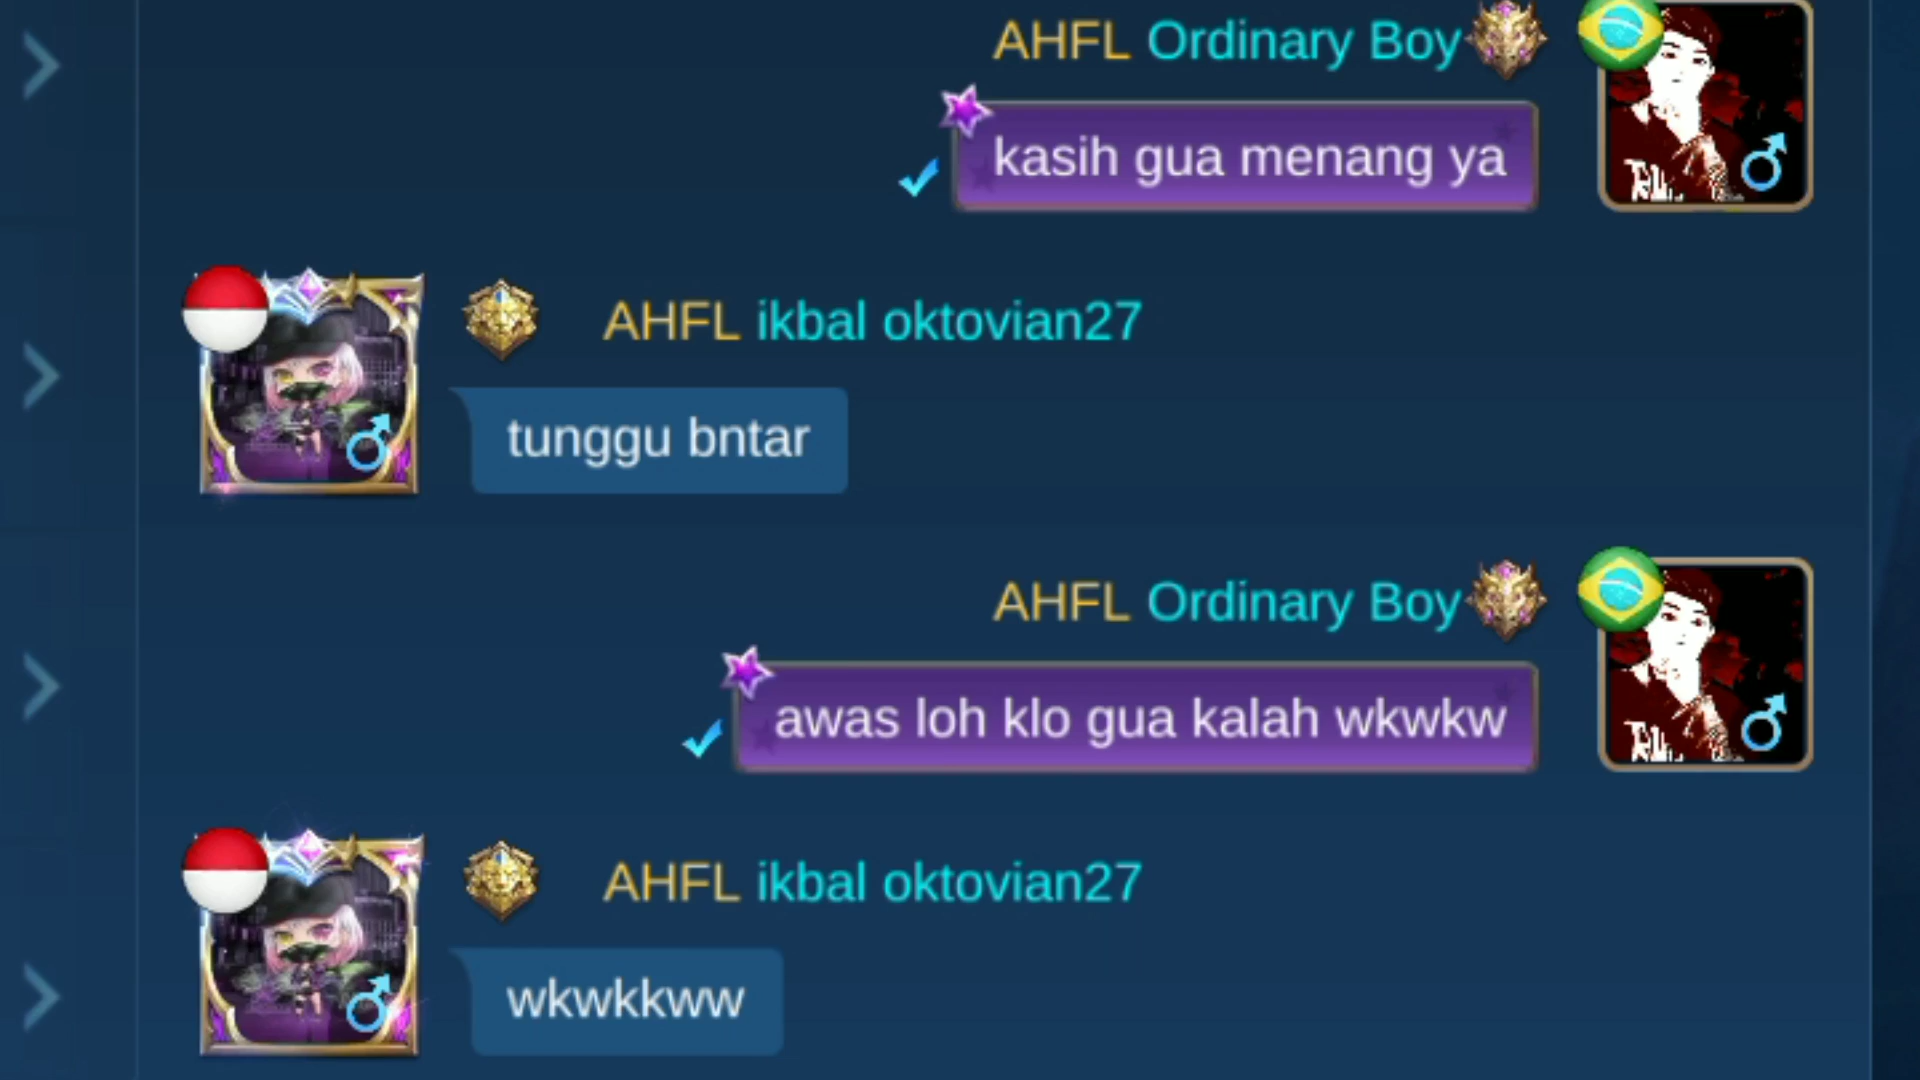 AHFL Ordinary Boy
kasih gua menang ya
AHFL ikbal oktovian27
tunggu bntar
AHFL Ordinary Boy
awas loh klo gua kalah wkwkw
AHFL ikbal oktovian27
wkwkkww